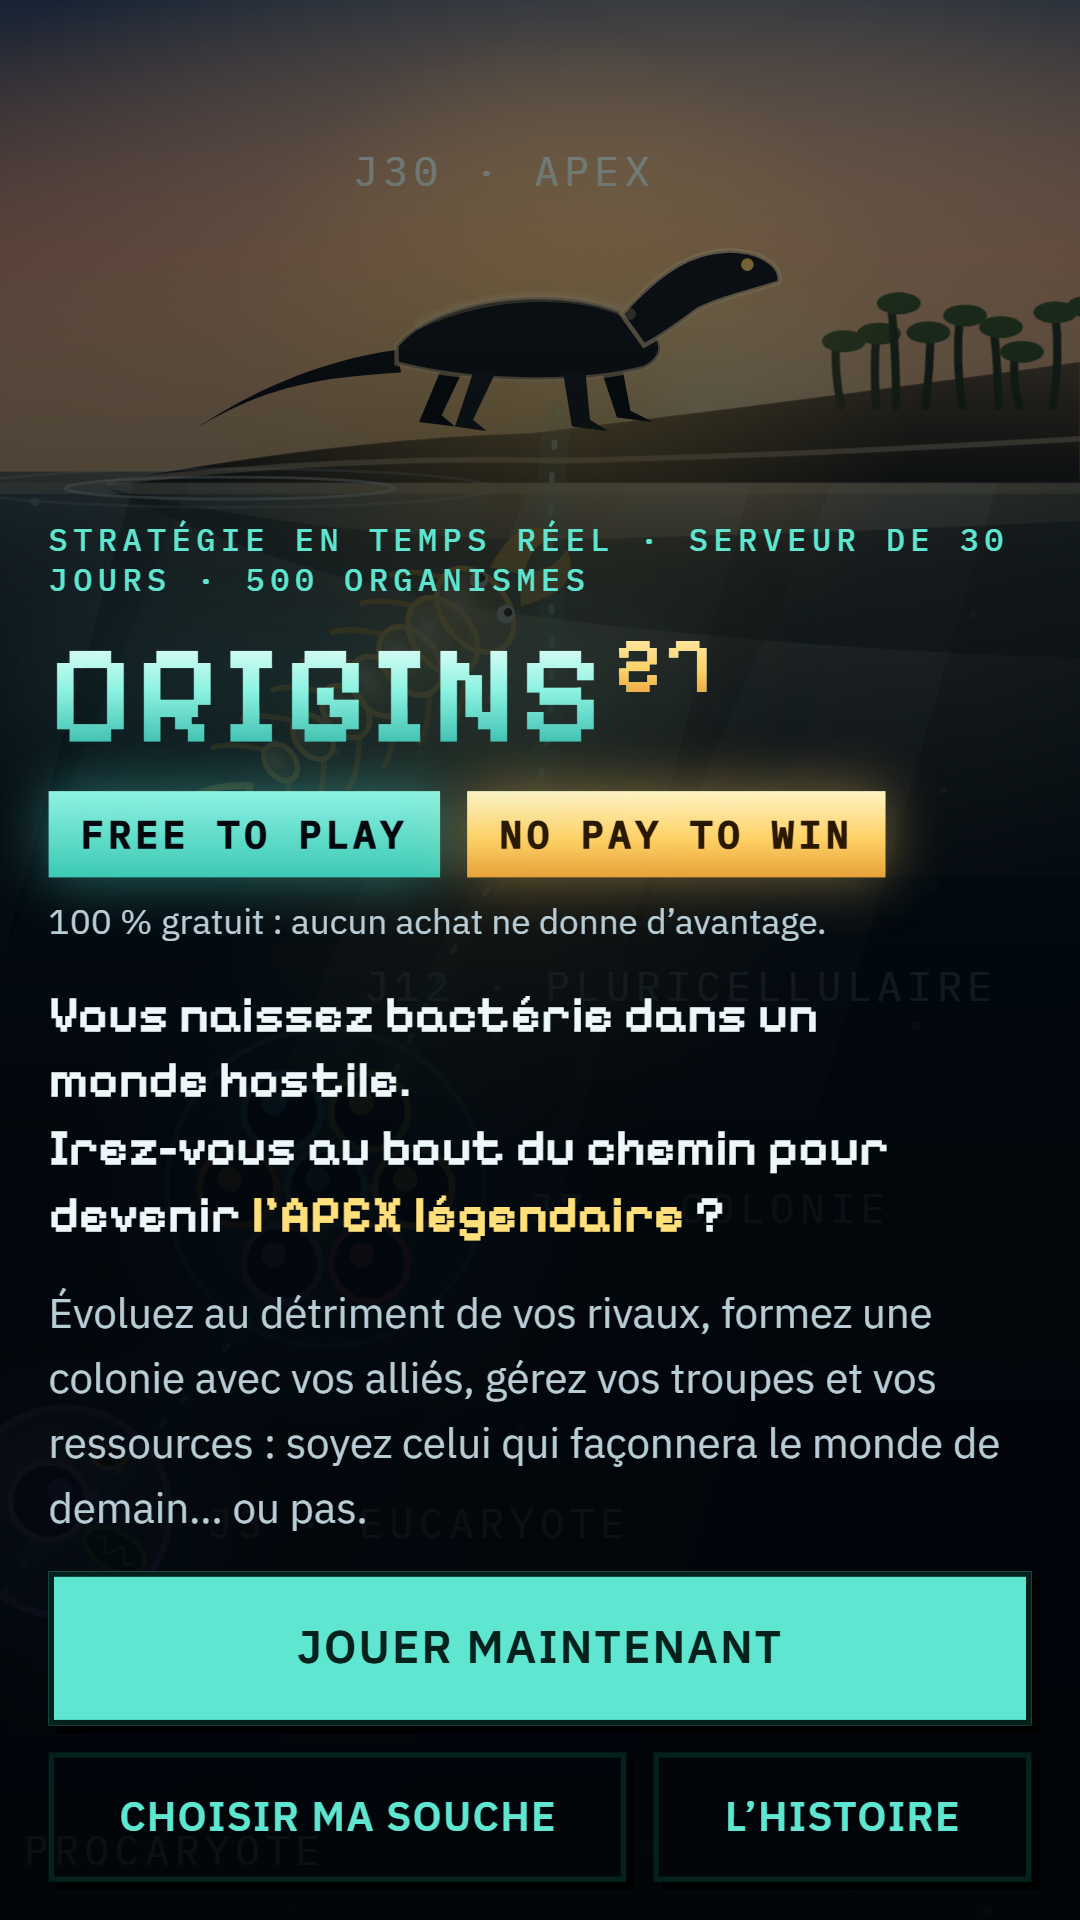 J30 · APEX
STRATÉGIE EN TEMPS RÉEL · SERVEUR DE 30
JOURS · 500 ORGANISMES
ORIGINS 27
FREE TO PLAY
NO PAY TO WIN
100 % gratuit : aucun achat ne donne d’avantage.
J12 · PLURICELLULAIRE
Vous naissez bactérie dans un
monde hostile.
Irez-vous au bout du chemin pour
devenir l’APEX légendaire ?
COLONIE
Évoluez au détriment de vos rivaux, formez une
colonie avec vos alliés, gérez vos troupes et vos
ressources : soyez celui qui façonnera le monde de
demain… ou pas.
EUCARYOTE
JOUER MAINTENANT
CHOISIR MA SOUCHE
L’HISTOIRE
PROCARYOTE